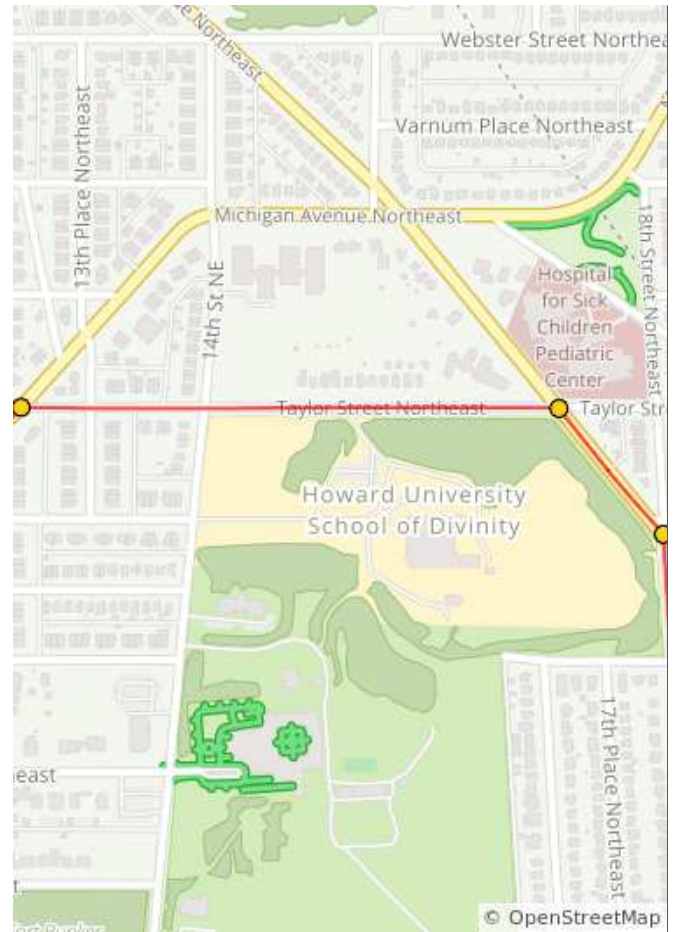 ue Northeast
Webster Street Northea
13th Place Northeast
Varnum Place Northeast
Michigan Avenue Northeast
18th Street Northeast
14th St NE
Hospital
for Sick
Children
Pediatric
Center
Taylor Street Northeast
Taylor Str
Howard University
School of Divinity
17th Place Northeast
east
t
© OpenStreetMap